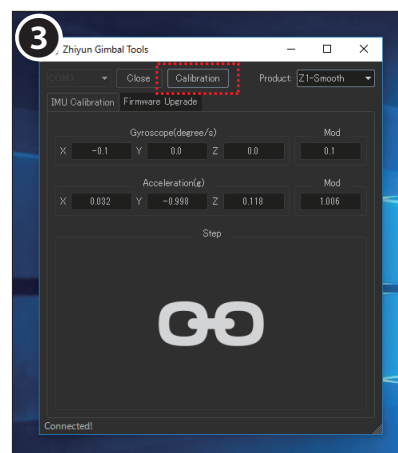 3
Zhiyun Gimbal Tools
COM3 Close Calibration Product: Z1-Smooth
IMU Calibration Firmware Upgrade
Gyroscope(degree/s) Mod
X -0.1 Y 0.0 Z 0.0 0.1
Acceleration(g) Mod
X 0.032 Y -0.998 Z 0.118 1.006
Step
Connected!